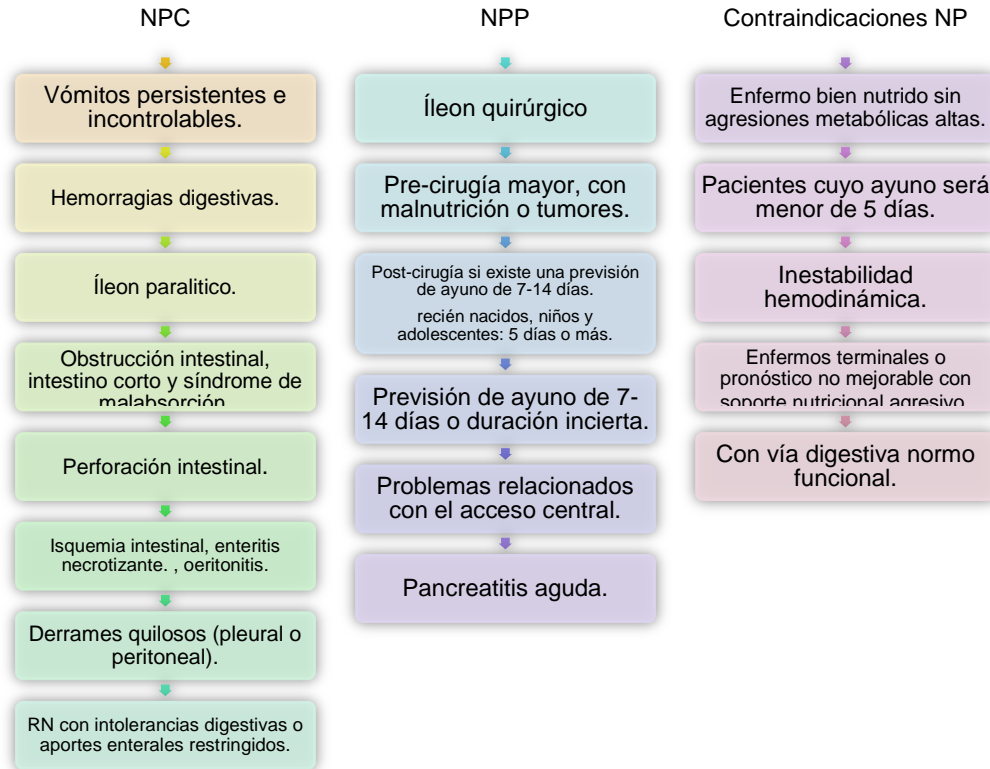 NPC
Vómitos persistentes e
incontrolables.
Hemorragias digestivas.
Íleon paralitico.
Obstrucción intestinal,
intestino corto y síndrome de
malabsorción
Perforación intestinal.
Isquemia intestinal, enteritis
necrotizante. , oeritonitis.
Derrames quilosos (pleural o
peritoneal).
RN con intolerancias digestivas o
aportes enterales restringidos.
NPP
Íleon quirúrgico
Pre-cirugía mayor, con
malnutrición o tumores.
Post-cirugía si existe una previsión
de ayuno de 7-14 días.
recién nacidos, niños y
adolescentes: 5 días o más.
Previsión de ayuno de 7-
14 días o duración incierta.
Problemas relacionados
con el acceso central.
Pancreatitis aguda.
Contraindicaciones NP
Enfermo bien nutrido sin
agresiones metabólicas altas.
Pacientes cuyo ayuno será
menor de 5 días.
Inestabilidad
hemodinámica.
Enfermos terminales o
pronóstico no mejorable con
soporte nutricional agresivo
Con vía digestiva normo
funcional.